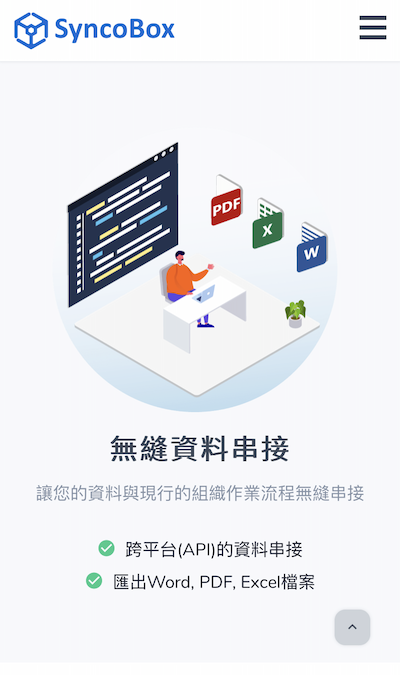 SyncoBox
PDF
X
W
無縫資料串接
讓您的資料與現行的組織作業流程無縫串接
跨平台(API)的資料串接
匯出Word, PDF, Excel檔案